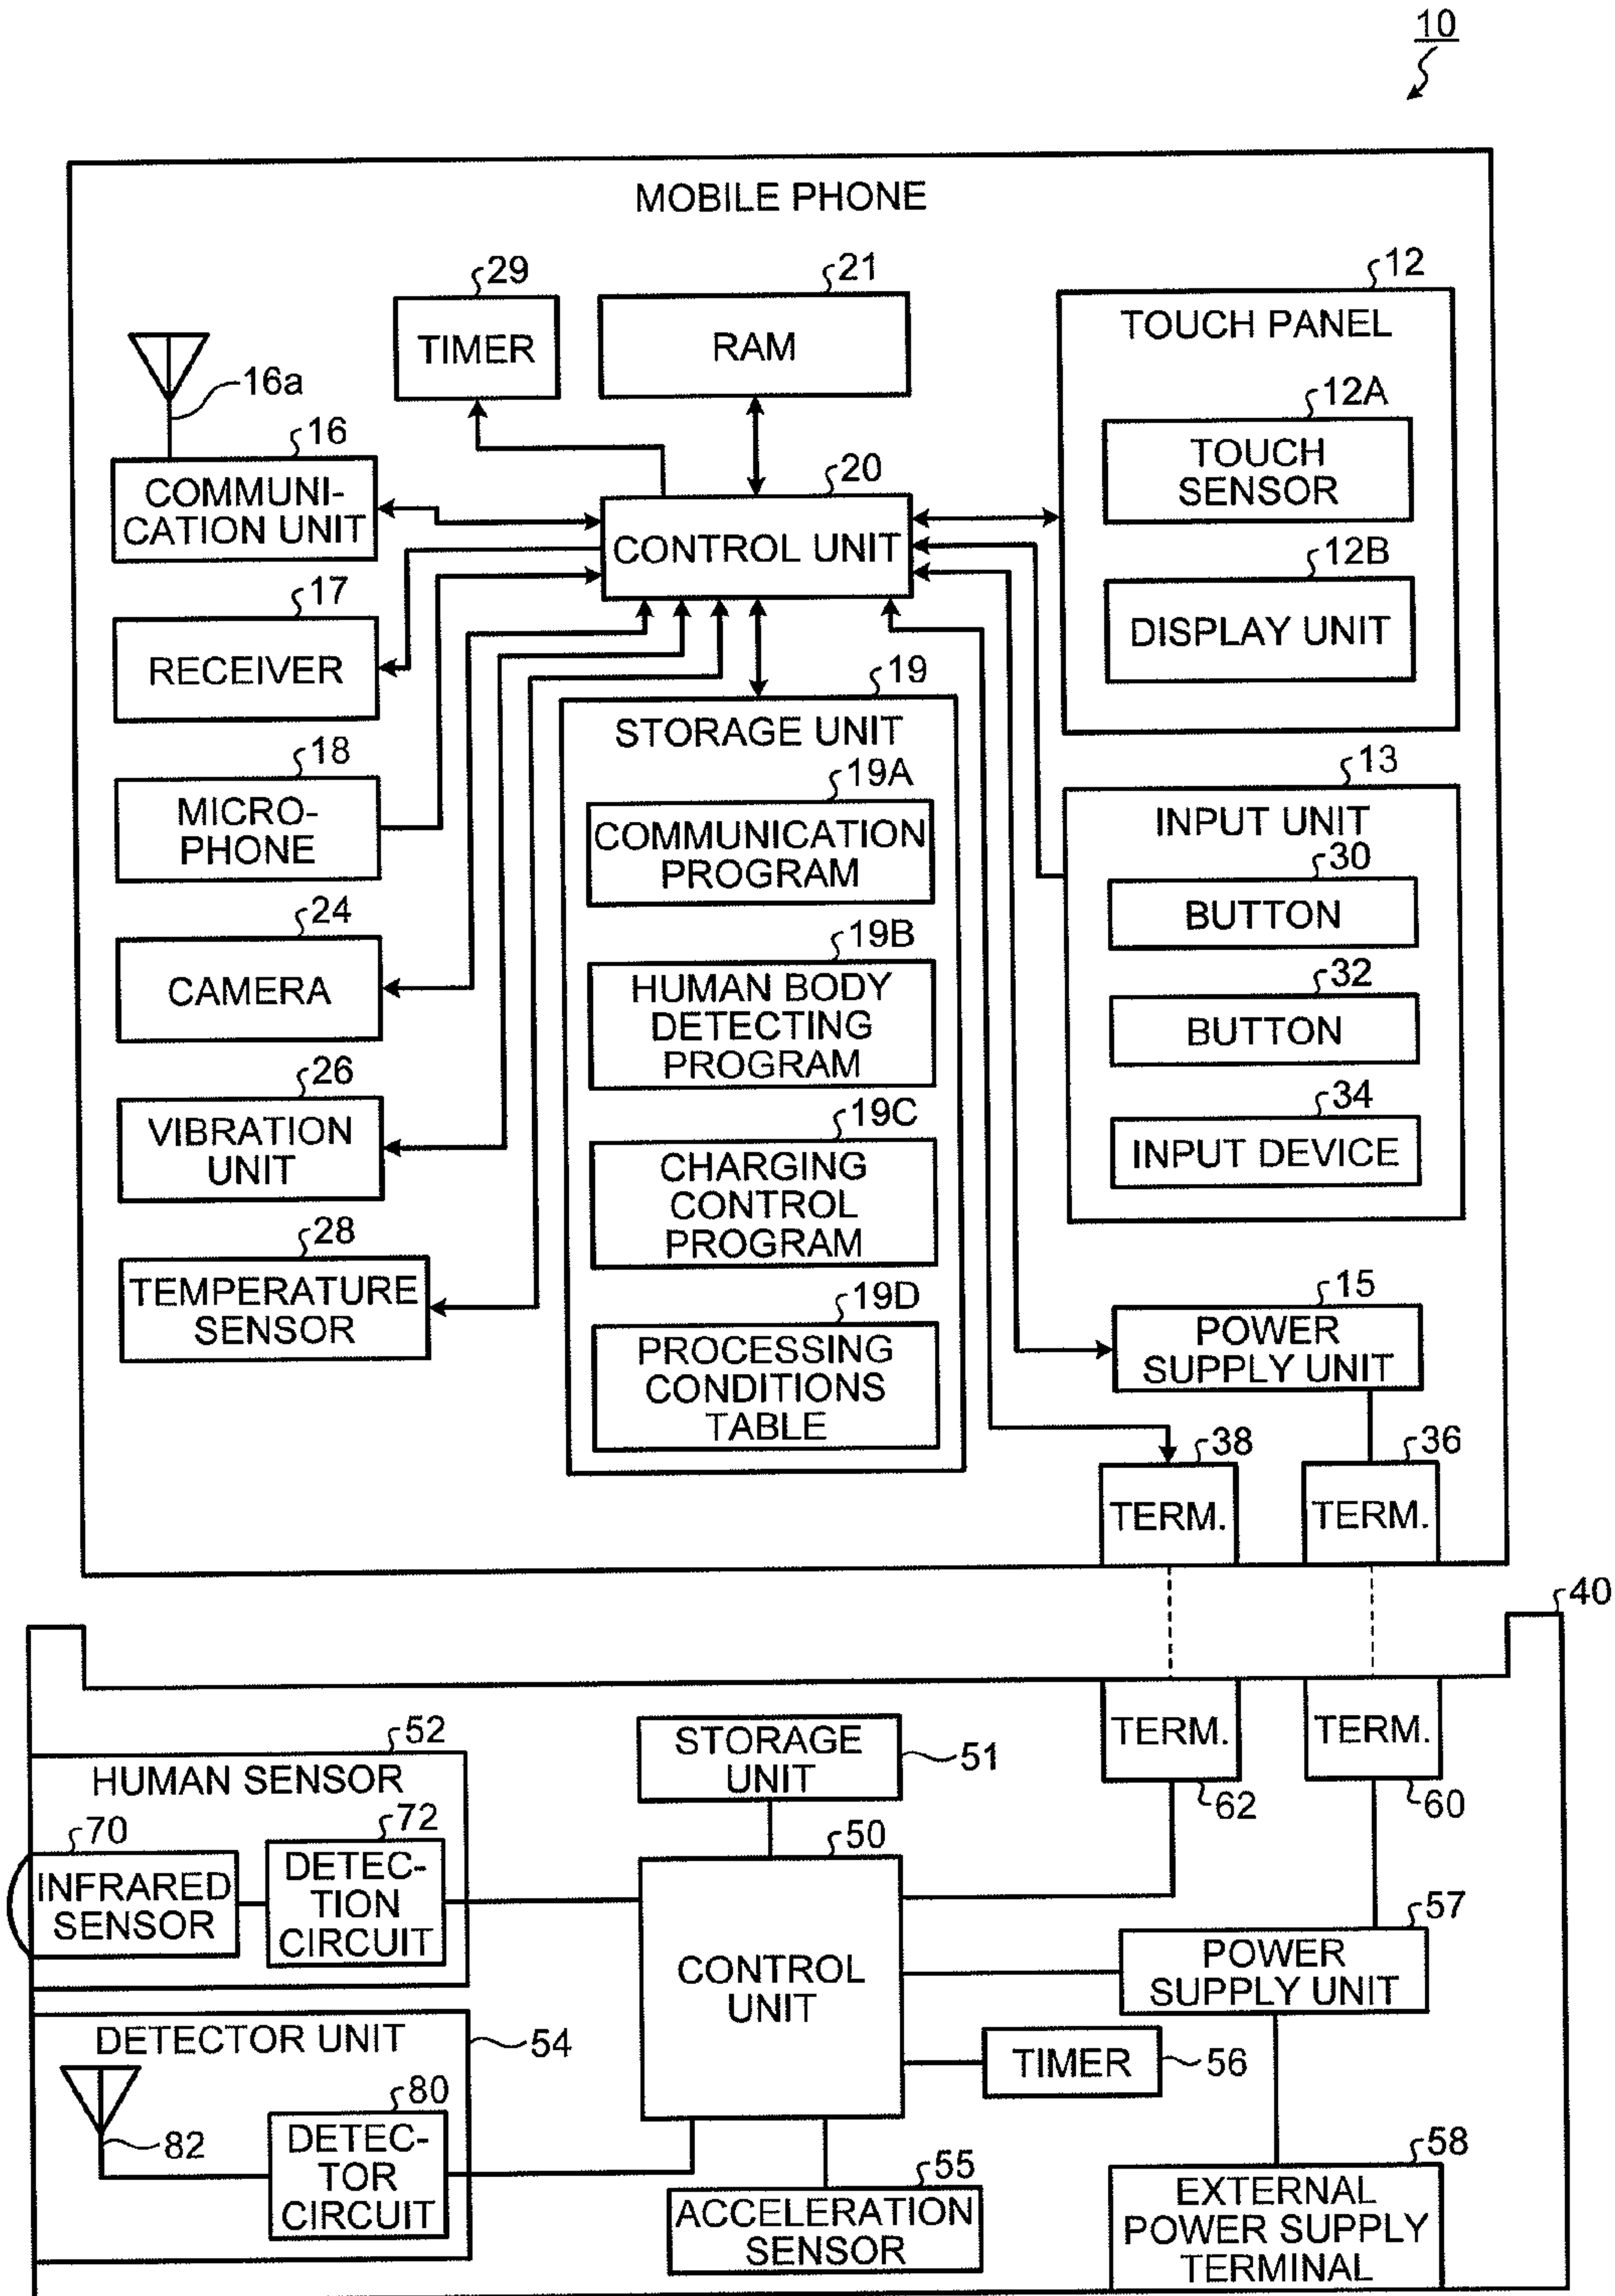 10
MOBILE PHONE
29
TIMER
21
RAM
12
TOUCH PANEL
12A
TOUCH
SENSOR
12B
DISPLAY UNIT
16a
16
COMMUNI-
CATION UNIT
20
CONTROL UNIT
17
RECEIVER
18
MICRO-
PHONE
24
CAMERA
26
VIBRATION
UNIT
28
TEMPERATURE
SENSOR
19
STORAGE UNIT
19A
COMMUNICATION
PROGRAM
19B
HUMAN BODY
DETECTING
PROGRAM
19C
CHARGING
CONTROL
PROGRAM
19D
PROCESSING
CONDITIONS
TABLE
13
INPUT UNIT
30
BUTTON
32
BUTTON
34
INPUT DEVICE
15
POWER
SUPPLY UNIT
38
TERM.
36
TERM.
40
52
HUMAN SENSOR
70
INFRARED
SENSOR
72
DETEC-
TION
CIRCUIT
STORAGE
UNIT
51
50
CONTROL
UNIT
TERM.
62
TERM.
60
57
POWER
SUPPLY UNIT
DETECTOR UNIT
54
82
80
DETEC-
TOR
CIRCUIT
TIMER
56
55
ACCELERATION
SENSOR
58
EXTERNAL
POWER SUPPLY
TERMINAL